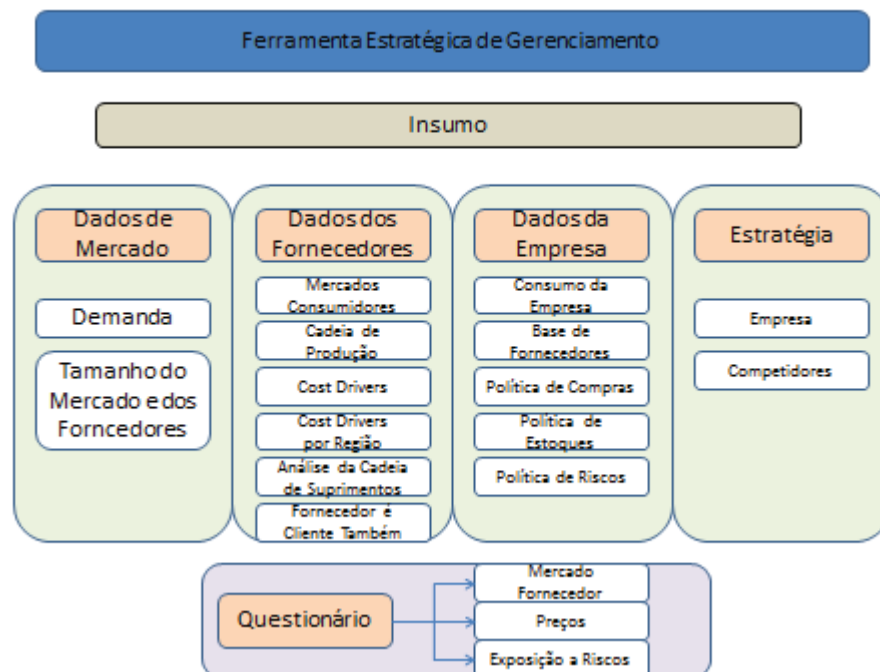 Ferramenta Estratégica de Gerenciamento
Insumo
Dados de
Mercado
Demanda
Tamanho do
Mercado e dos
Forncedores
Dados dos
Fornecedores
Mercados
Consumidores
Cadeia de
Produção
Cost Drivers
Cost Drivers
por Região
Análise da Cadeia
de Suprimentos
Fornecedor é
Cliente Também
Dados da
Empresa
Consumo da
Empresa
Base de
Fornecedores
Política de Compras
Política de
Estoques
Política de Riscos
Estratégia
Empresa
Competidores
Questionário
Mercado
Fornecedor
Preços
Exposição a Riscos